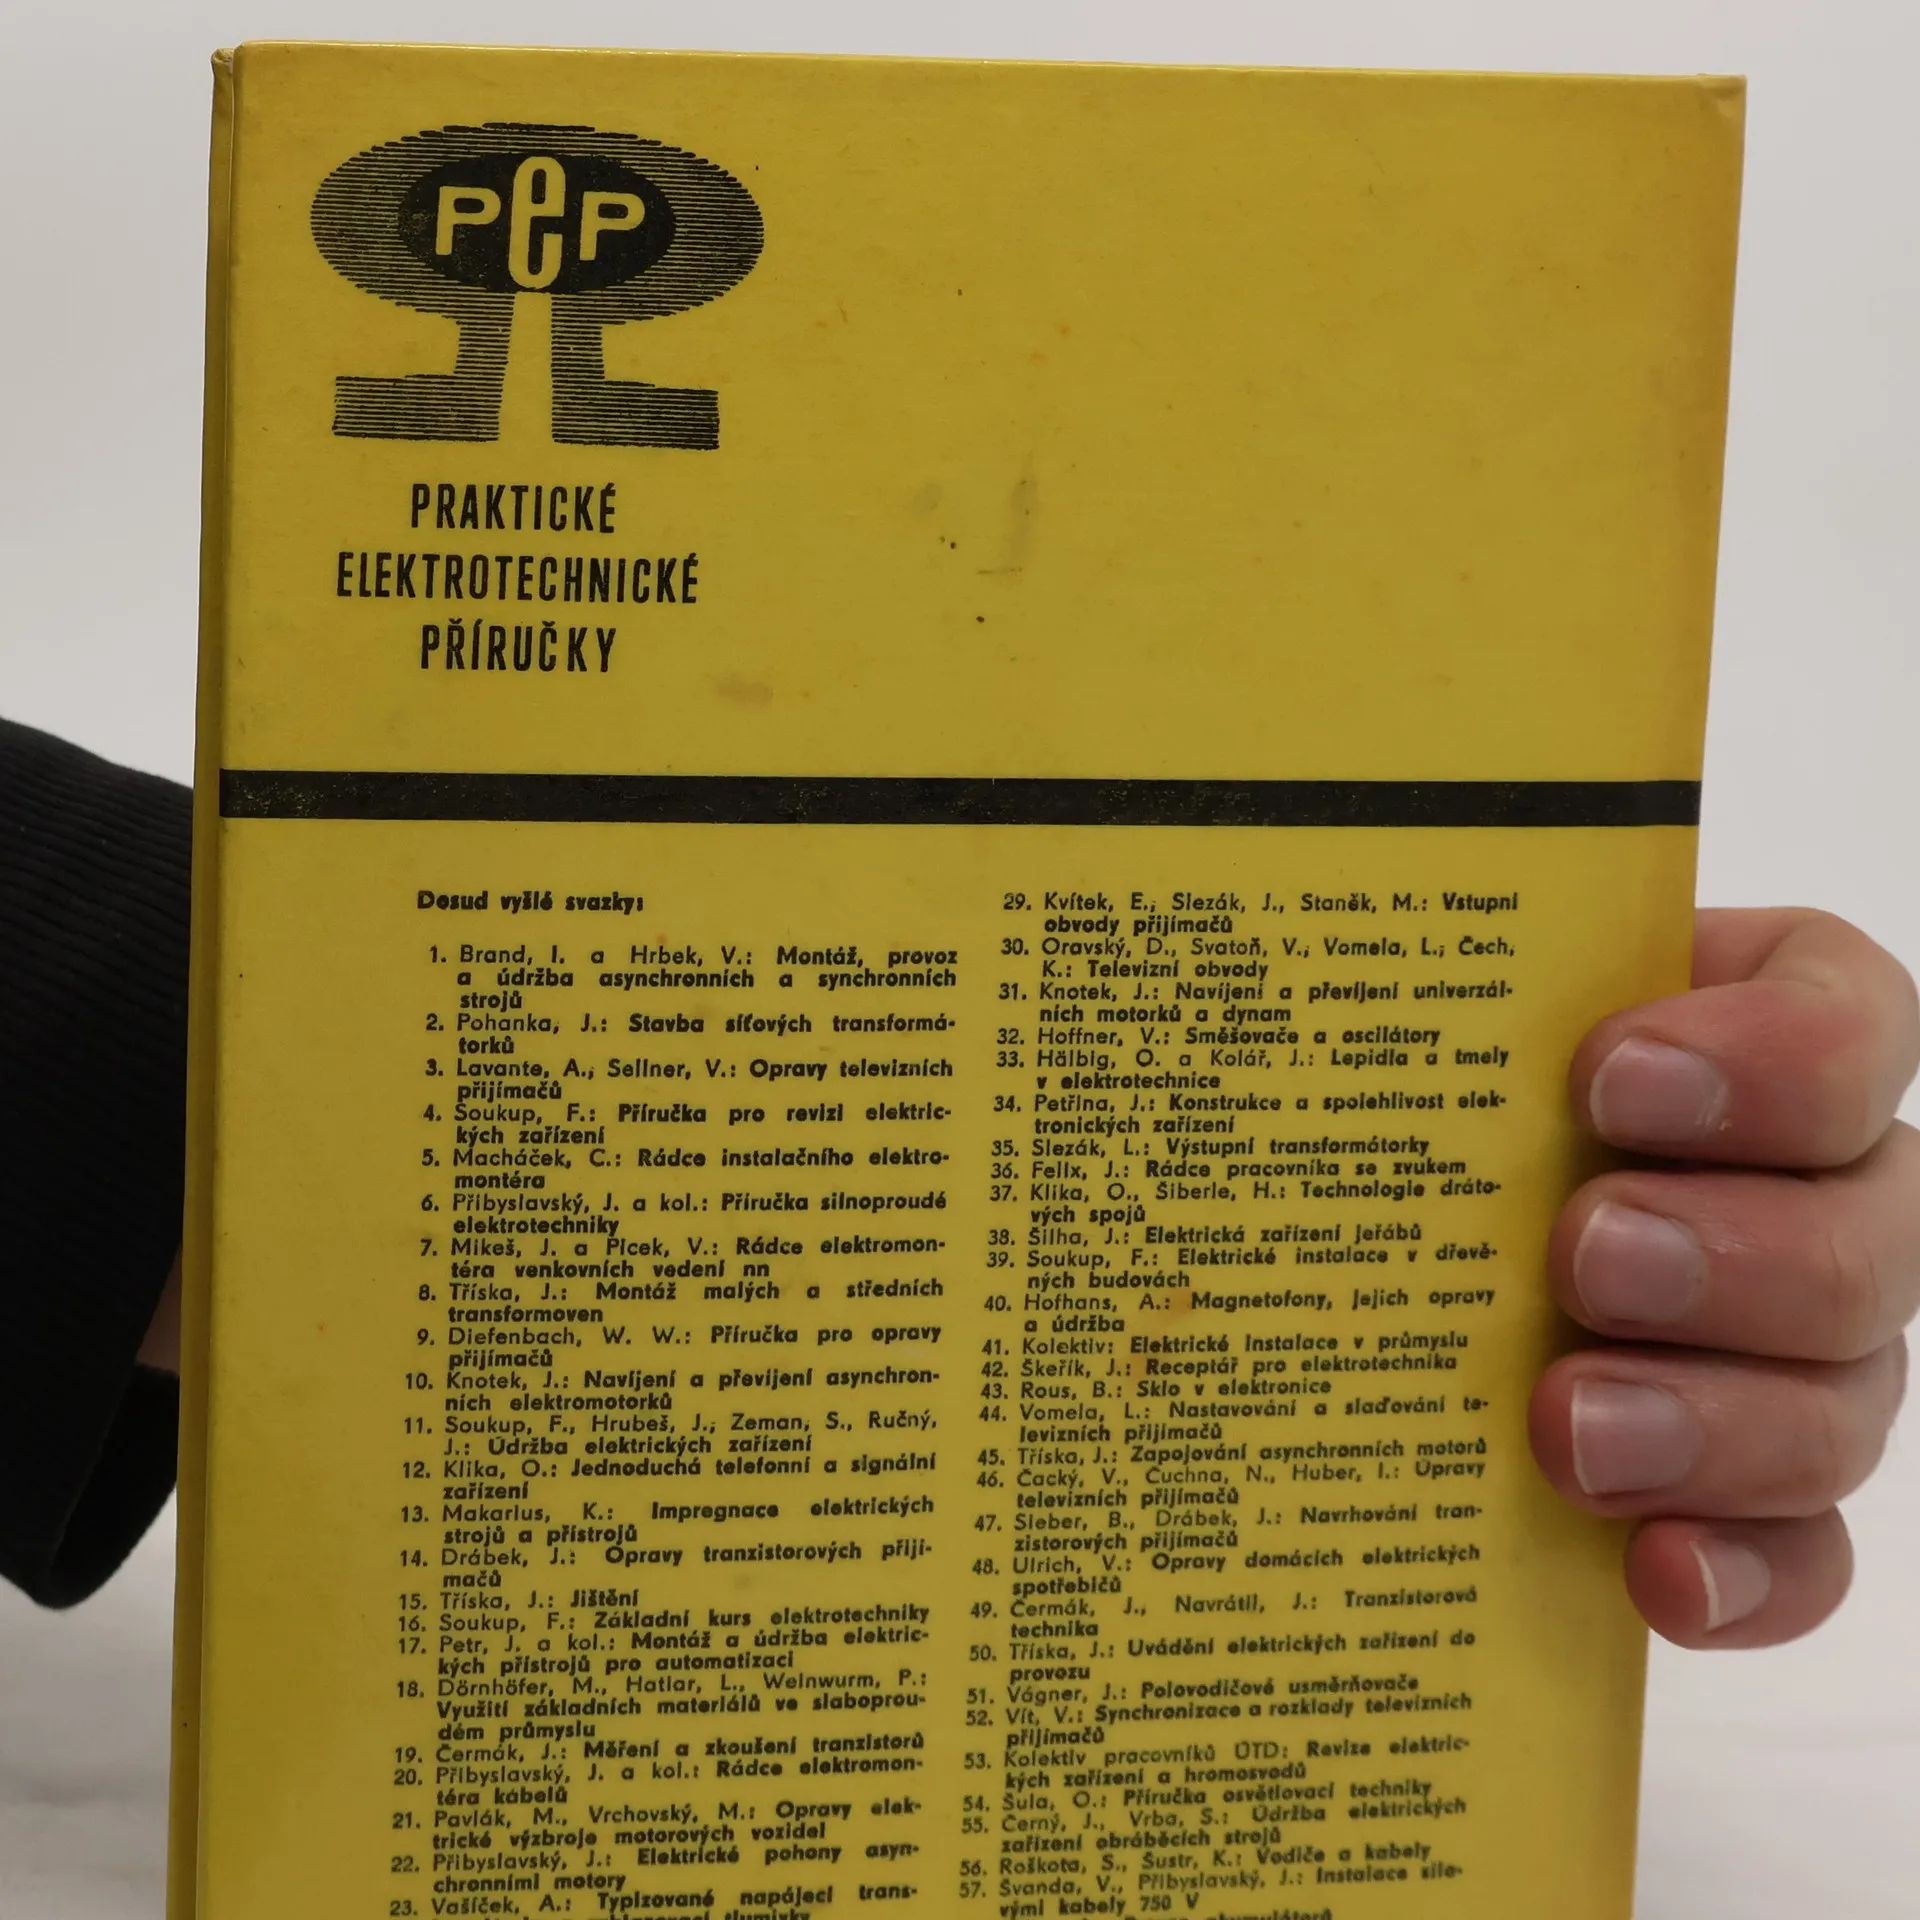 PeP
PRAKTICKÉ
ELEKTROTECHNICKÉ
PŘÍRUČKY
Dosud vyšlé svazky:
1. Brand, I. a Hrbek, V.: Montáž, provoz
a údržba asynchronních a synchronních
strojů
2. Pohanka, J.: Stavba síťových transformá-
torků
3. Lavante, A., Sellner, V.: Opravy televizních
přijímačů
4. Soukup, F.: Příručka pro revizi elektric-
kých zařízení
5. Macháček, C.: Rádce instalačního elektro-
montéra
6. Přibyslavský, J. a kol.: Příručka silnoproudé
elektrotechniky
7. Mikeš, J. a Plcek, V.: Rádce elektromon-
téra venkovních vedení nn
8. Tříska, J.: Montáž malých a středních
transformoven
9. Diefenbach, W. W.: Příručka pro opravy
přijímačů
10. Knotek, J.: Navíjení a převíjení asynchron-
ních elektromotorků
11. Soukup, F., Hrubeš, J., Zeman, S., Ručný,
J.: Údržba elektrických zařízení
12. Klika, O.: Jednoduchá telefonní a signální
zařízení
13. Makarius, K.: Impregnace elektrických
strojů a přístrojů
14. Drábek, J.: Opravy tranzistorových přijí-
mačů
15. Tříska, J.: Jištění
16. Soukup, F.: Základní kurs elektrotechniky
17. Petr, J. a kol.: Montáž a údržba elektric-
kých přístrojů pro automatizaci
18. Dörnhöfer, M., Hatlar, L., Weinwurm, P.:
Využití základních materiálů ve slaboprou-
dém průmyslu
19. Čermák, J.: Měření a zkoušení tranzistorů
20. Přibyslavský, J. a kol.: Rádce elektromon-
téra kabelů
21. Pavlák, M., Vrchovský, M.: Opravy elek-
trické výzbroje motorových vozidel
22. Přibyslavský, J.: Elektrické pohony asyn-
chronními motory
23. Vašíček, A.: Typizované napájecí trans-
tlumivky
29. Kvítek, E., Slezák, J., Staněk, M.: Vstupní
obvody přijímačů
30. Oravský, D., Svatoň, V., Vomela, L., Čech,
K.: Televizní obvody
31. Knotek, J.: Navíjení a převíjení univerzál-
ních motorků a dynam
32. Hoffner, V.: Směšovače a oscilátory
33. Hälbig, O. a Kolář, J.: Lepidla a tmely
v elektrotechnice
34. Petřina, J.: Konstrukce a spolehlivost elek-
tronických zařízení
35. Slezák, L.: Výstupní transformátorky
36. Felix, J.: Rádce pracovníka se zvukem
37. Klika, O., Šiberle, H.: Technologie dráto-
vých spojů
38. Šilha, J.: Elektrická zařízení jeřábů
39. Soukup, F.: Elektrické instalace v dřevě-
ných budovách
40. Hofhans, A.: Magnetofony, jejich opravy
a údržba
41. Kolektiv: Elektrické instalace v průmyslu
42. Škeřík, J.: Receptář pro elektrotechnika
43. Rous, B.: Sklo v elektronice
44. Vomela, L.: Nastavování a slaďování te-
levizních přijímačů
45. Tříska, J.: Zapojování asynchronních motorů
46. Čacký, V., Cuchna, N., Huber, I.: Úpravy
televizních přijímačů
47. Sieber, B., Drábek, J.: Navrhování tran-
zistorových přijímačů
48. Ulrich, V.: Opravy domácích elektrických
spotřebičů
49. Čermák, J., Navrátil, J.: Tranzistorová
technika
50. Tříska, J.: Uvádění elektrických zařízení do
provozu
51. Vágner, J.: Polovodičové usměrňovače
52. Vít, V.: Synchronizace a rozklady televizních
přijímačů
53. Kolektiv pracovníků ÚTD: Revize elektric-
kých zařízení a hromosvodů
54. Šula, O.: Příručka osvětlovací techniky
55. Černý, J., Vrba, S.: Údržba elektrických
zařízení obráběcích strojů
56. Roškota, S., Šustr, K.: Vodiče a kabely
57. Švanda, V., Přibyslavský, J.: Instalace silo-
vými kabely 750 V